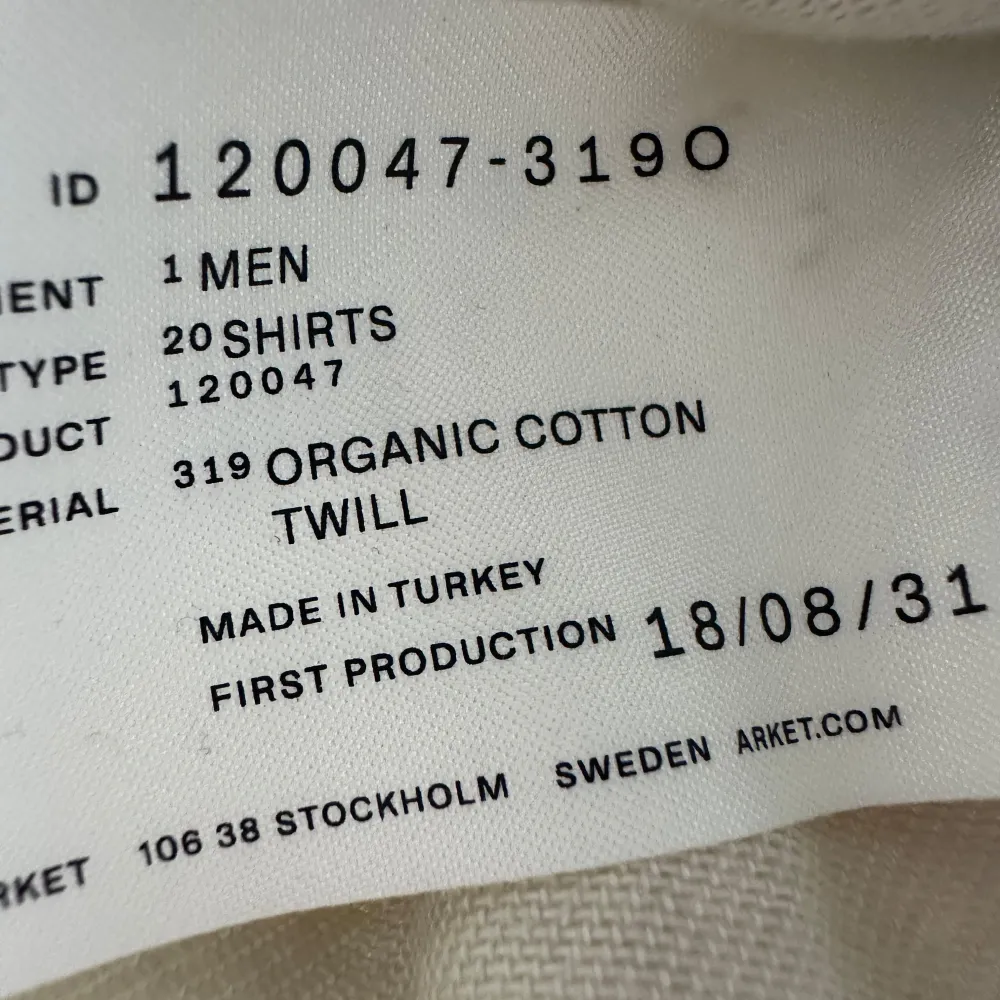 ID 120047-319O
MENT 1 MEN
TYPE 20 SHIRTS
DUCT 120047
ERIAL 319 ORGANIC COTTON
TWILL
MADE IN TURKEY
FIRST PRODUCTION 18/08/31
RKET 106 38 STOCKHOLM SWEDEN ARKET.COM